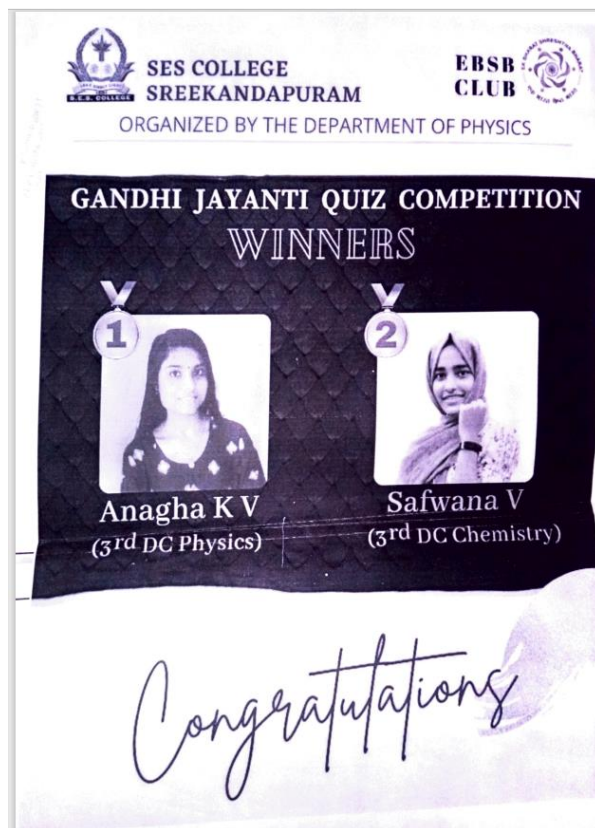 SES COLLEGE
SREEKANDAPURAM
EBSB
CLUB
ORGANIZED BY THE DEPARTMENT OF PHYSICS
GANDHI JAYANTI QUIZ COMPETITION
WINNERS
1
2
Anagha K V
(3rd DC Physics)
Safwana V
(3rd DC Chemistry)
Congratulations
S.E.S. COLLEGE